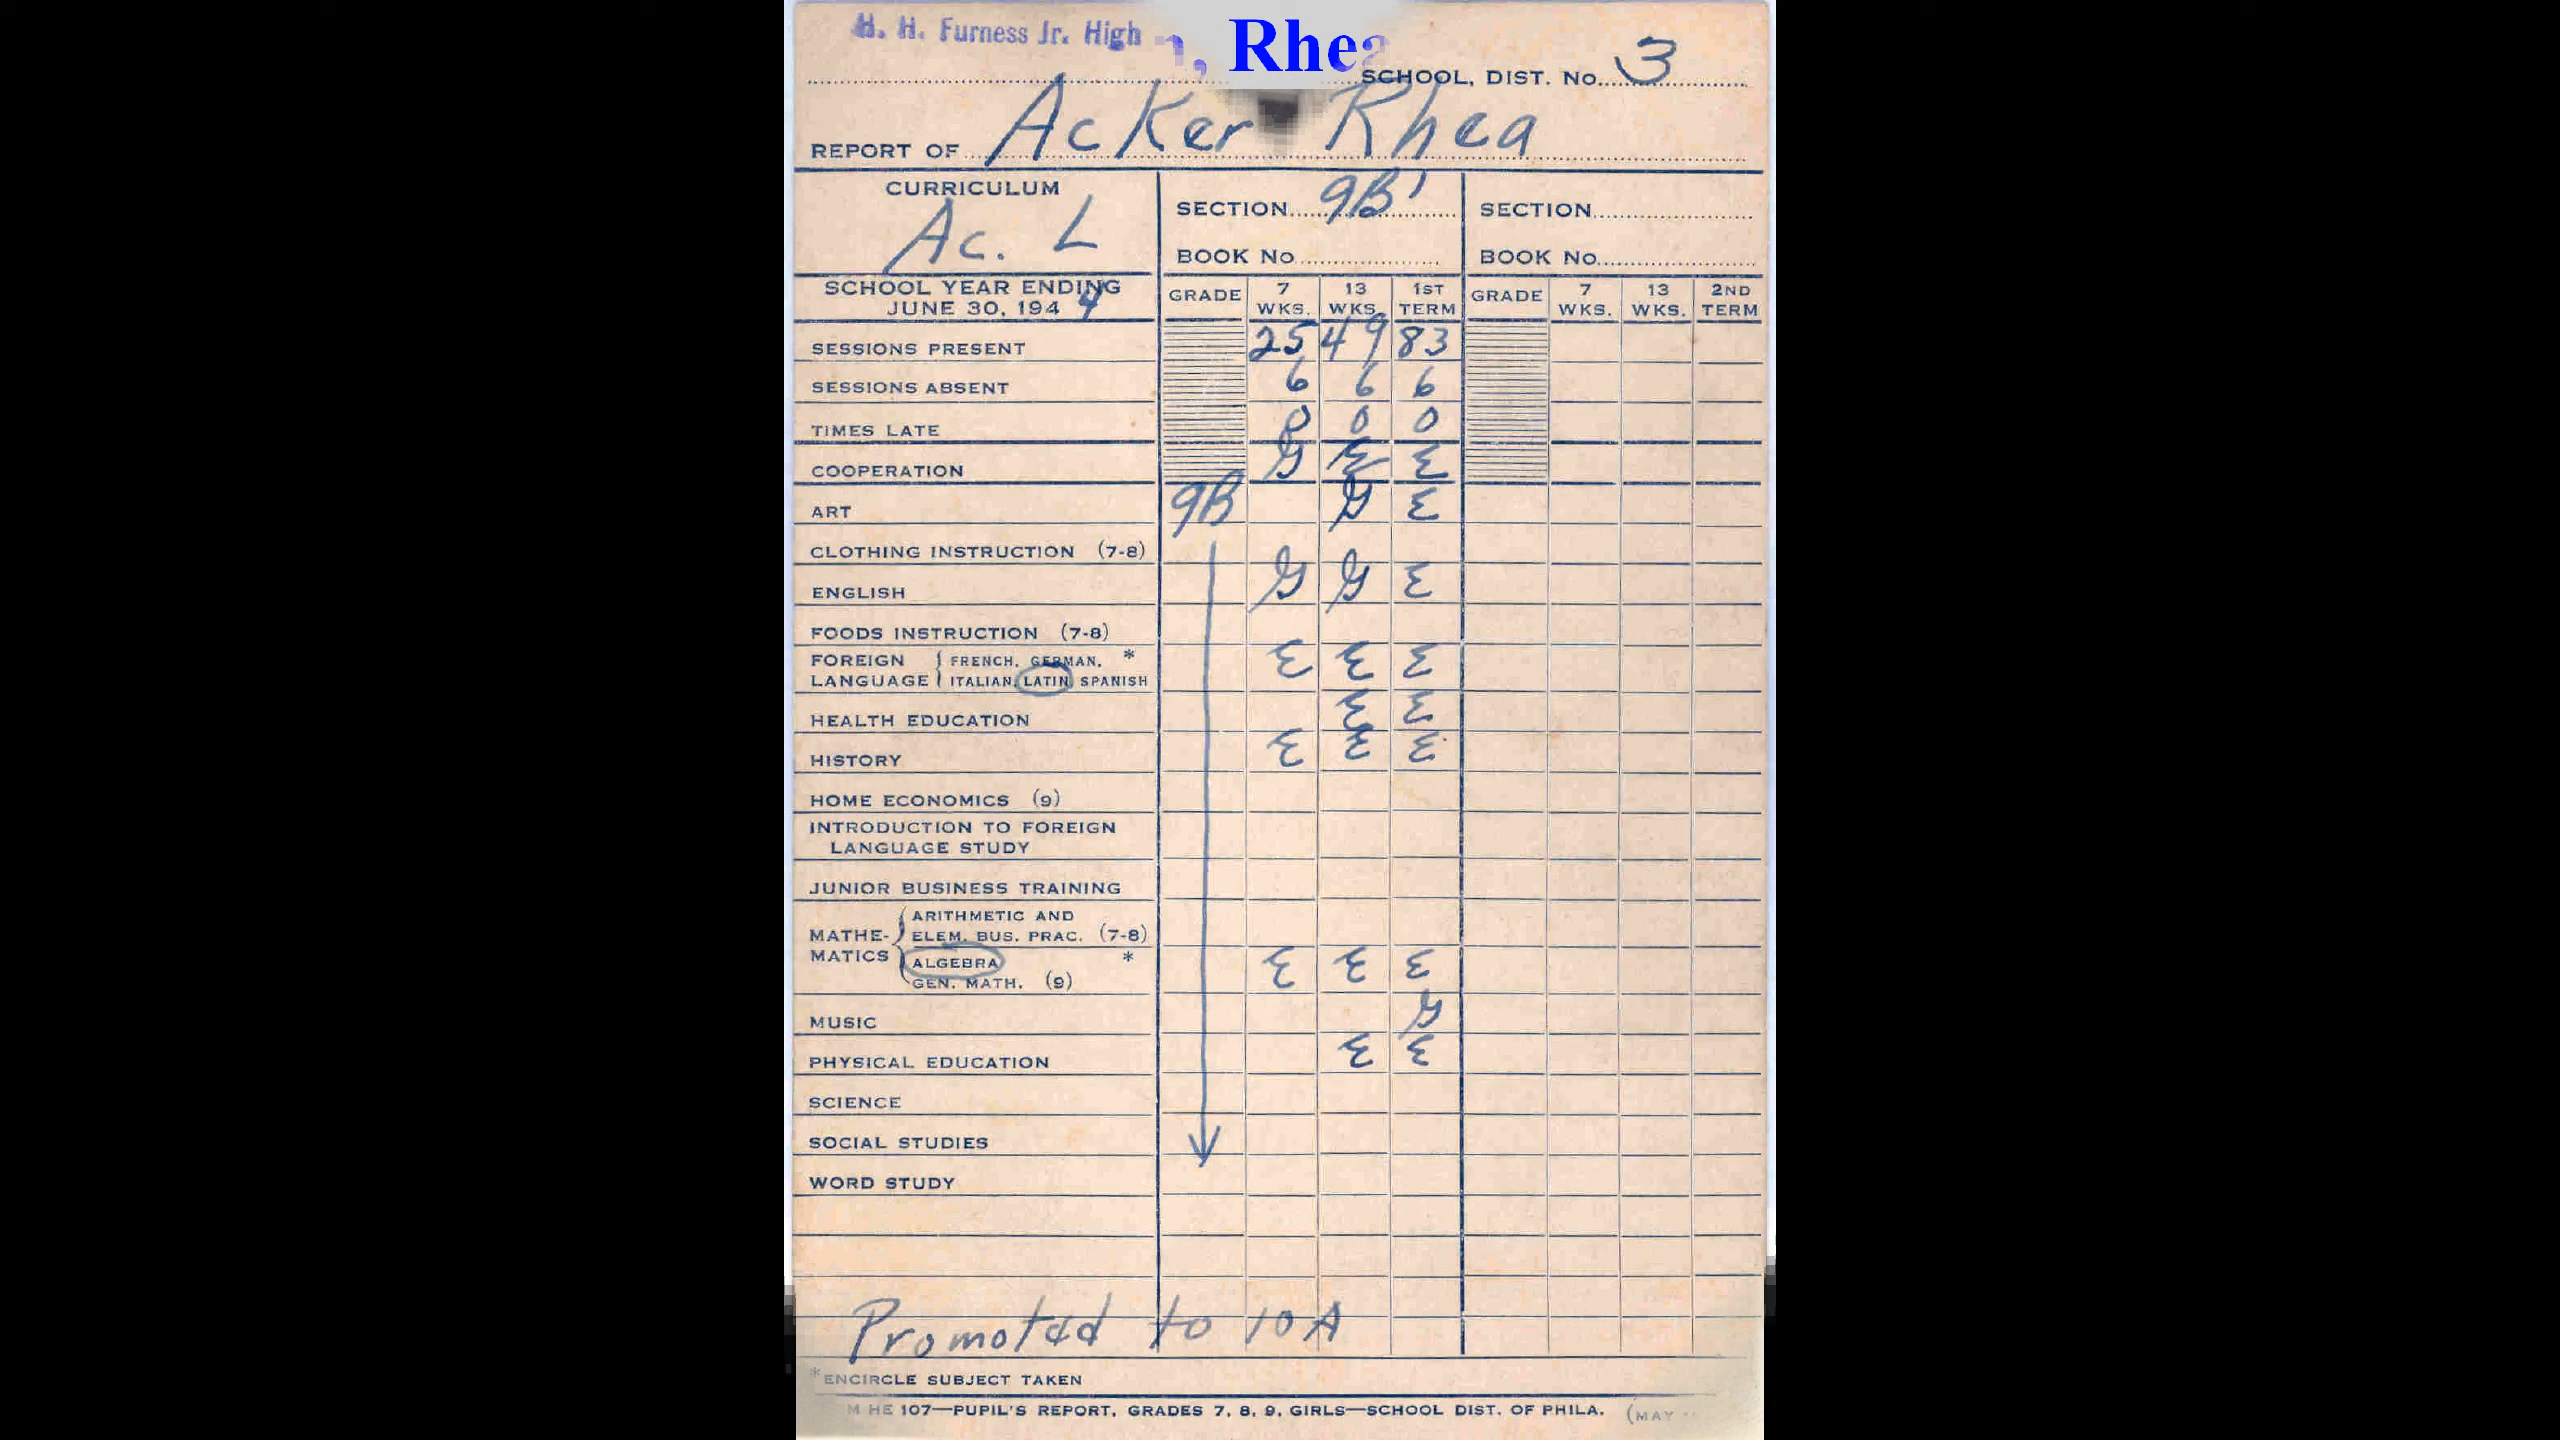 H. H. Furness Jr. High
, Rhea
SCHOOL, DIST. No. 3
REPORT OF Acker Rhea
CURRICULUM
Ac. L
SECTION 9B' SECTION
BOOK No BOOK No.
SCHOOL YEAR ENDING
JUNE 30, 194 4
GRADE 7 WKS. 13 WKS. 1ST TERM GRADE 7 WKS. 13 WKS. 2ND TERM
SESSIONS PRESENT 25 49 83
SESSIONS ABSENT 6 6 6
TIMES LATE 0 0 0
COOPERATION G E E
ART 9B G E
CLOTHING INSTRUCTION (7-8)
ENGLISH G G E
FOODS INSTRUCTION (7-8)
FOREIGN LANGUAGE { FRENCH, GERMAN, *
ITALIAN, LATIN, SPANISH E E E
HEALTH EDUCATION E E
HISTORY E E E
HOME ECONOMICS (9)
INTRODUCTION TO FOREIGN
LANGUAGE STUDY
JUNIOR BUSINESS TRAINING
MATHE-MATICS { ARITHMETIC AND
ELEM. BUS. PRAC. (7-8)
ALGEBRA * E E E
GEN. MATH. (9)
MUSIC G
PHYSICAL EDUCATION E E
SCIENCE
SOCIAL STUDIES
WORD STUDY
Promoted to 10A
*ENCIRCLE SUBJECT TAKEN
M HE 107—PUPIL'S REPORT, GRADES 7, 8, 9, GIRLS—SCHOOL DIST. OF PHILA. (MAY